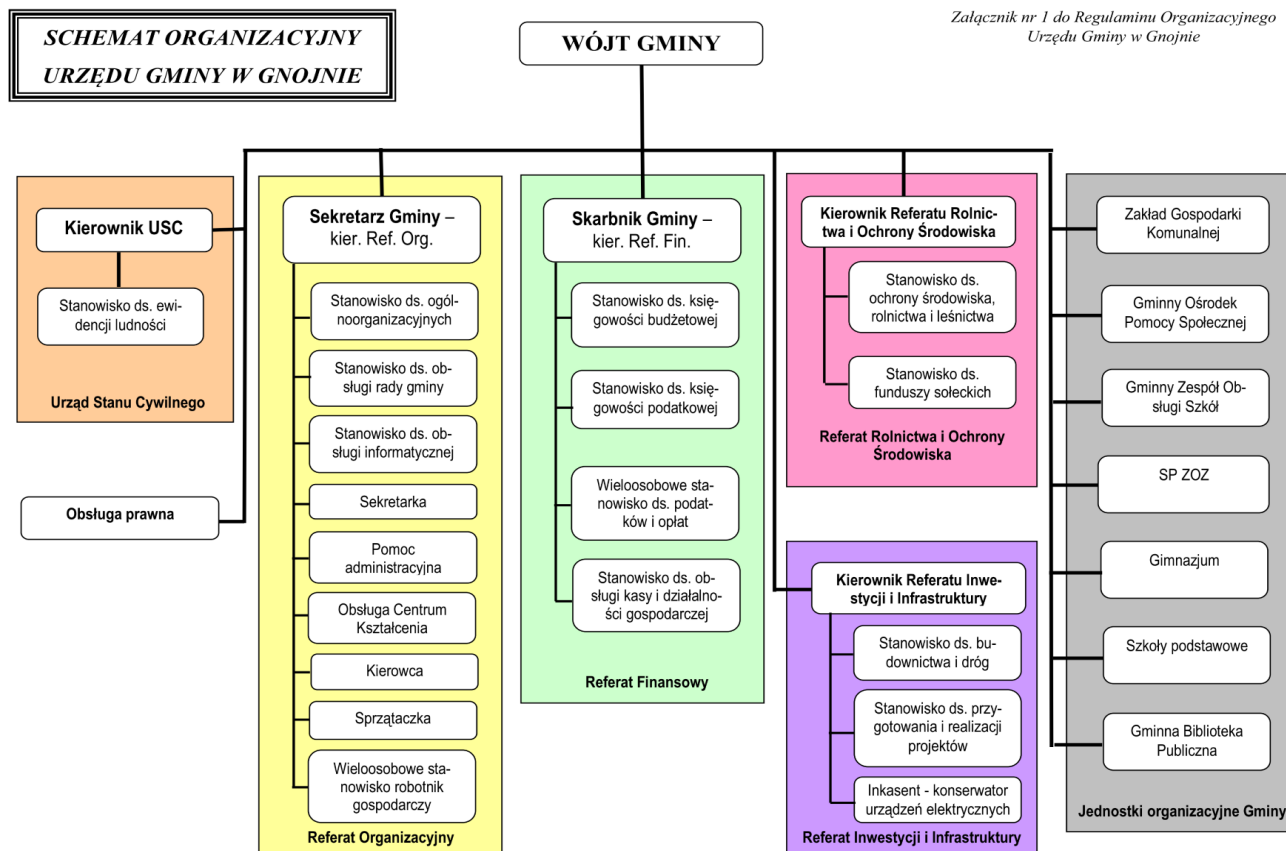 SCHEMAT ORGANIZACYJNY
URZĘDU GMINY W GNOJNIE
WÓJT GMINY
Załącznik nr 1 do Regulaminu Organizacyjnego
Urzędu Gminy w Gnojnie
Kierownik USC
Stanowisko ds. ewi-
dencji ludności
Urząd Stanu Cywilnego
Obsługa prawna
Sekretarz Gminy –
kier. Ref. Org.
Stanowisko ds. ogól-
noorganizacyjnych
Stanowisko ds. ob-
sługi rady gminy
Stanowisko ds. ob-
sługi informatycznej
Sekretarka
Pomoc
administracyjna
Obsługa Centrum
Kształcenia
Kierowca
Sprzątaczka
Wieloosobowe sta-
nowisko robotnik
gospodarczy
Referat Organizacyjny
Skarbnik Gminy –
kier. Ref. Fin.
Stanowisko ds. księ-
gowości budżetowej
Stanowisko ds. księ-
gowości podatkowej
Wieloosobowe sta-
nowisko ds. podat-
ków i opłat
Stanowisko ds. ob-
sługi kasy i działalno-
ści gospodarczej
Referat Finansowy
Kierownik Referatu Rolnic-
twa i Ochrony Środowiska
Stanowisko ds.
ochrony środowiska,
rolnictwa i leśnictwa
Stanowisko ds.
funduszy sołeckich
Referat Rolnictwa i Ochrony
Środowiska
Kierownik Referatu Inwe-
stycji i Infrastruktury
Stanowisko ds. bu-
downictwa i dróg
Stanowisko ds. przy-
gotowania i realizacji
projektów
Inkasent - konserwator
urządzeń elektrycznych
Referat Inwestycji i Infrastruktury
Zakład Gospodarki
Komunalnej
Gminny Ośrodek
Pomocy Społecznej
Gminny Zespół Ob-
sługi Szkół
SP ZOZ
Gimnazjum
Szkoły podstawowe
Gminna Biblioteka
Publiczna
Jednostki organizacyjne Gminy